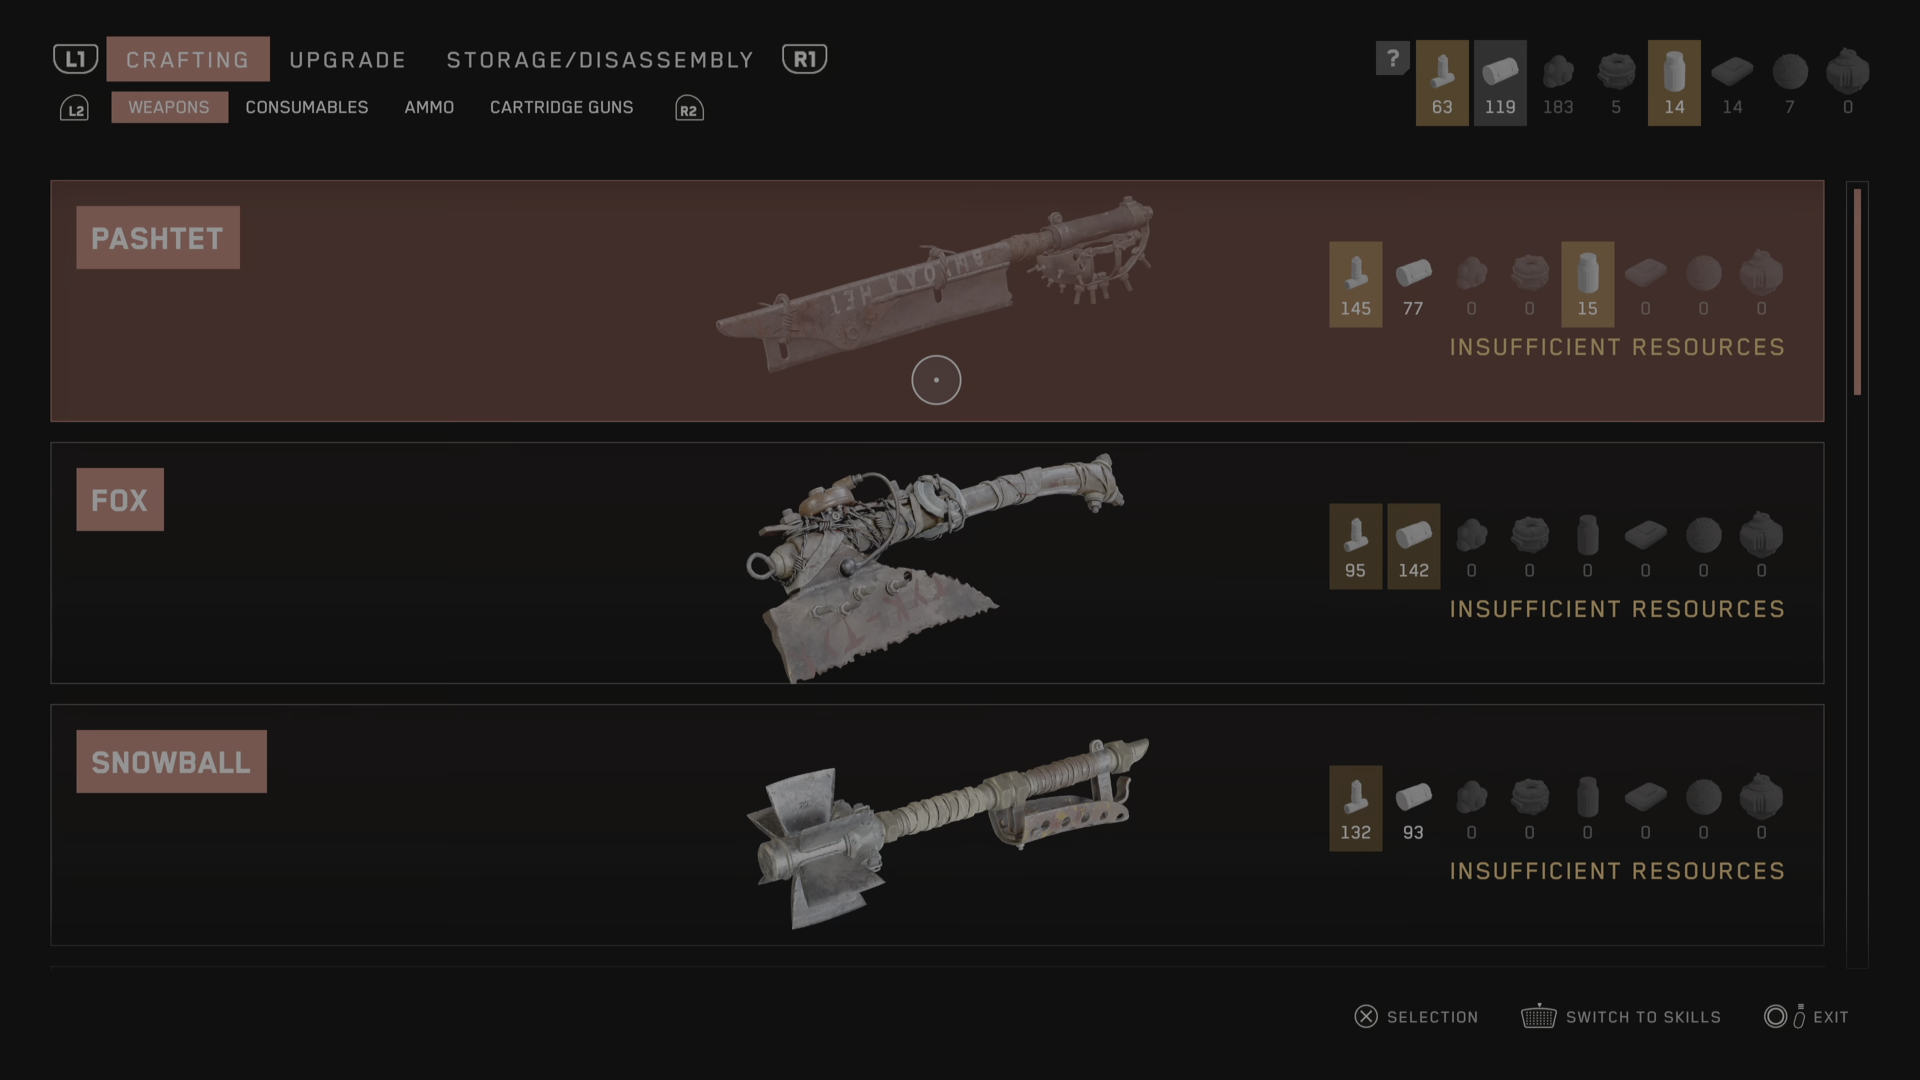 L1 CRAFTING UPGRADE STORAGE/DISASSEMBLY R1
L2 WEAPONS CONSUMABLES AMMO CARTRIDGE GUNS R2
? 63 119 183 5 14 14 7 0
PASHTET
145 77 0 0 15 0 0 0
INSUFFICIENT RESOURCES
FOX
95 142 0 0 0 0 0 0
INSUFFICIENT RESOURCES
SNOWBALL
132 93 0 0 0 0 0 0
INSUFFICIENT RESOURCES
SELECTION SWITCH TO SKILLS EXIT